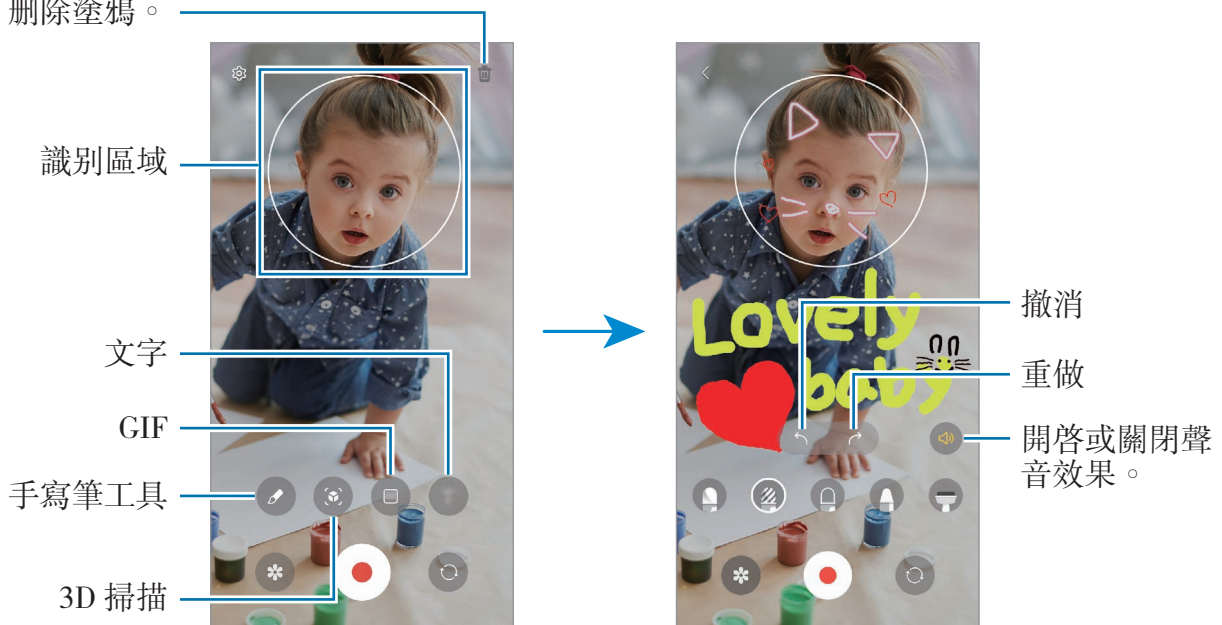 刪除塗鴉。
識別區域
文字
GIF
手寫筆工具
3D 掃描
Lovely
baby
撤消
重做
開啓或關閉聲
音效果。